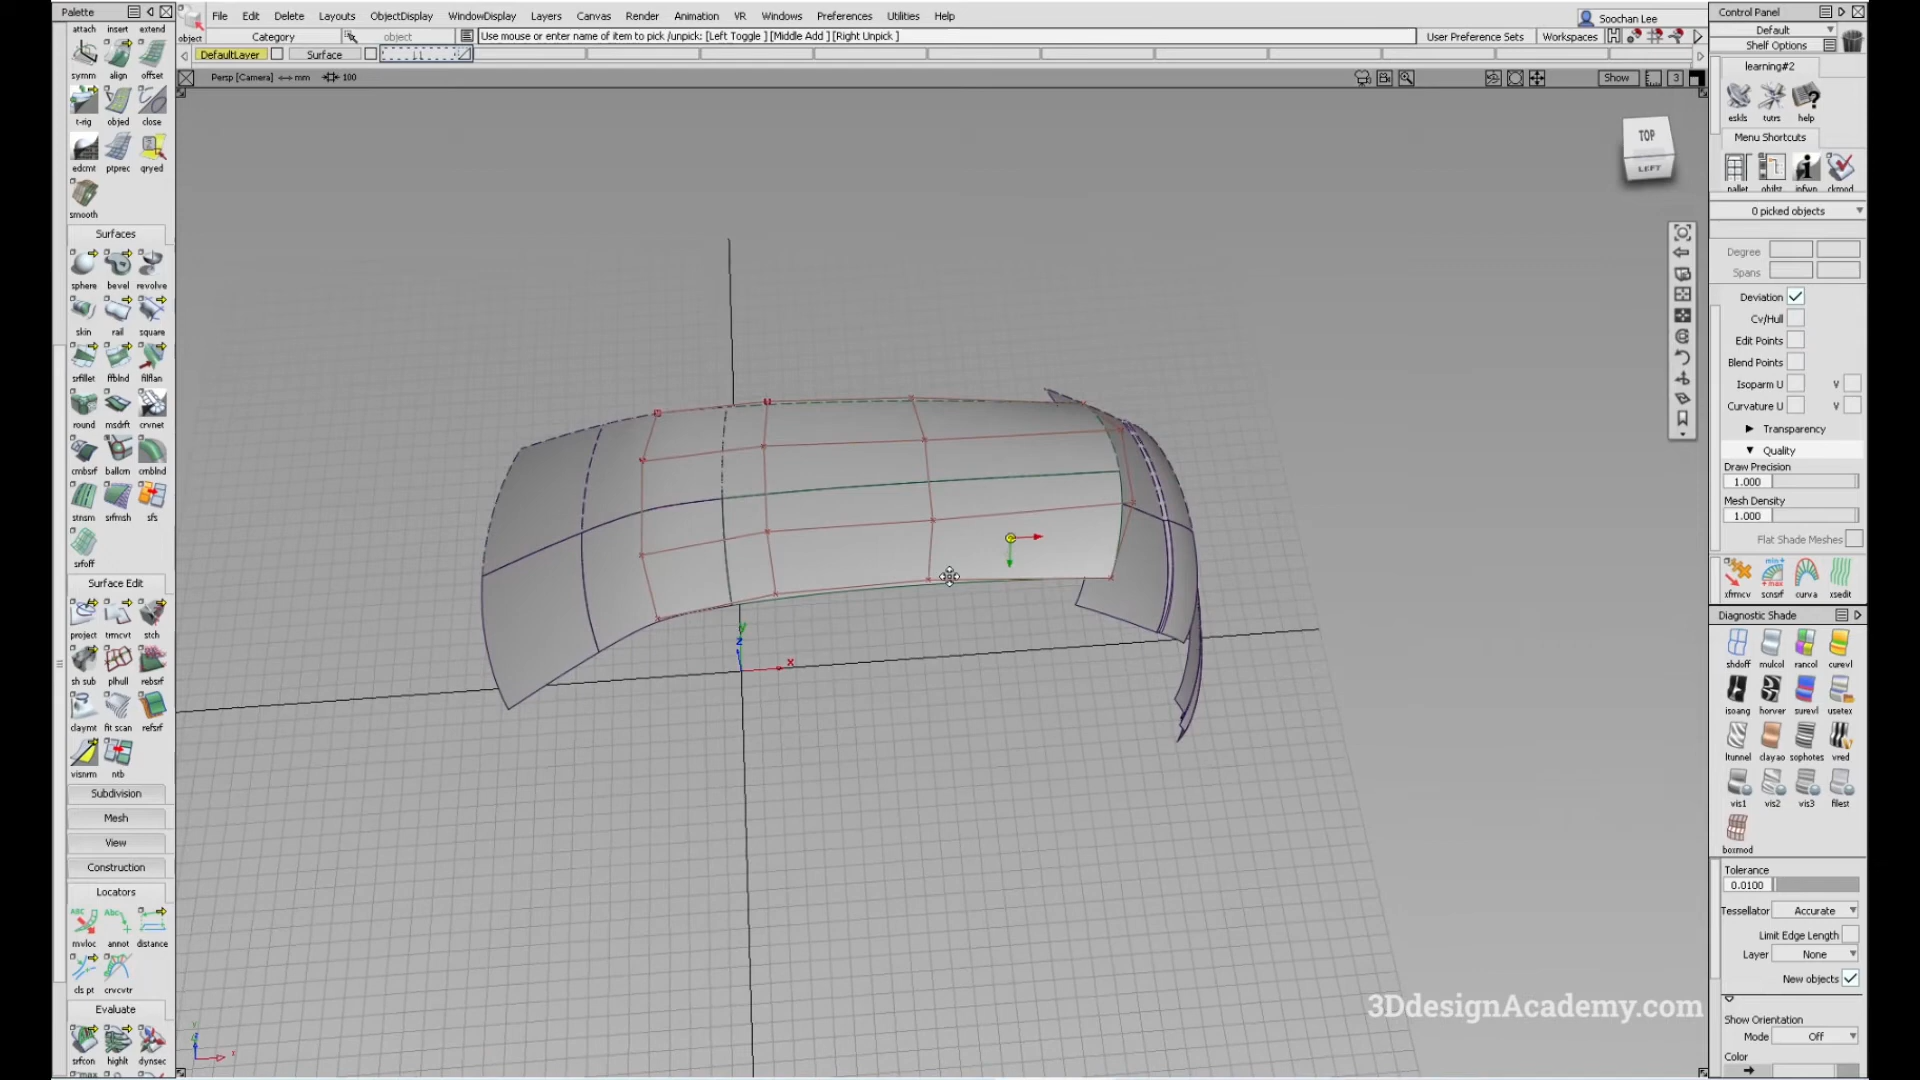 Palette
attach insert extend
symm align offset
t-rig objed close
edcmt ptprec qryed
smooth
Surfaces
sphere bevel revolve
skin rail square
srfillet ffblnd filflan
round msdrft crvnet
cmbsrf ballcrn cmblnd
stnsm srfmsh sfs
srfoff
Surface Edit
project trmcvt stch
sh sub plhull rebsrf
claymt fit scan refsrf
visnrm ntb
Subdivision
Mesh
View
Construction
Locators
mvloc annot distance
cls pt crvcvtr
Evaluate
srfcon highlt dynsec
File Edit Delete Layouts ObjectDisplay WindowDisplay Layers Canvas Render Animation VR Windows Preferences Utilities Help
Soochan Lee
object
Category object Use mouse or enter name of item to pick /unpick: [Left Toggle ] [Middle Add ] [Right Unpick ]
User Preference Sets Workspaces
DefaultLayer Surface
Persp [Camera] mm 100
Show 3
TOP
LEFT
y
z
x
3DdesignAcademy.com
Control Panel
Default
Shelf Options
learning#2
eskls tutrs help
Menu Shortcuts
0 picked objects
Degree
Spans
Deviation
Cv/Hull
Edit Points
Blend Points
Isoparm U V
Curvature U V
Transparency
Quality
Draw Precision
1.000
Mesh Density
1.000
Flat Shade Meshes
xfrmcv scnsrf curva xsedit
Diagnostic Shade
shdoff mulcol rancol curevl
isoang horver surevl usetex
ltunnel clayao sophotes vred
vis1 vis2 vis3 filest
boxmod
Tolerance
0.0100
Tessellator Accurate
Limit Edge Length
Layer None
New objects
Show Orientation
Mode Off
Color